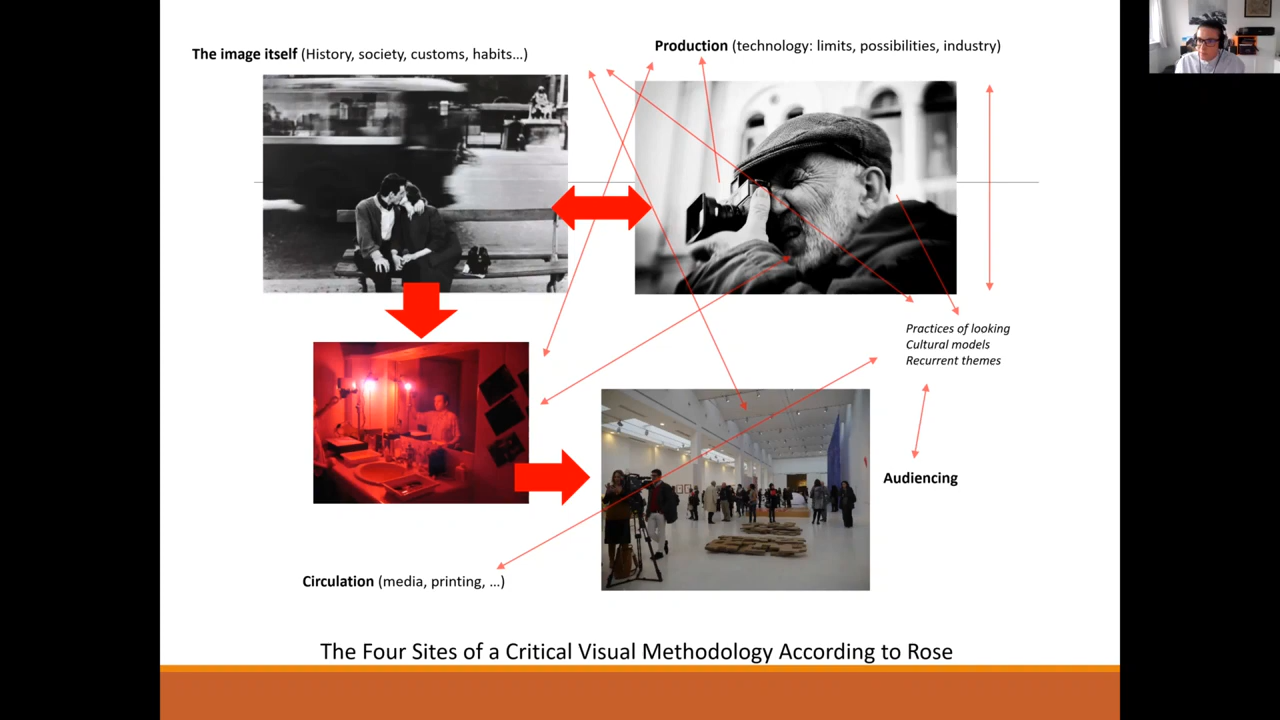 The image itself (History, society, customs, habits...)
Production (technology: limits, possibilities, industry)
Practices of looking
Cultural models
Recurrent themes
Audiencing
Circulation (media, printing, ...)
The Four Sites of a Critical Visual Methodology According to Rose